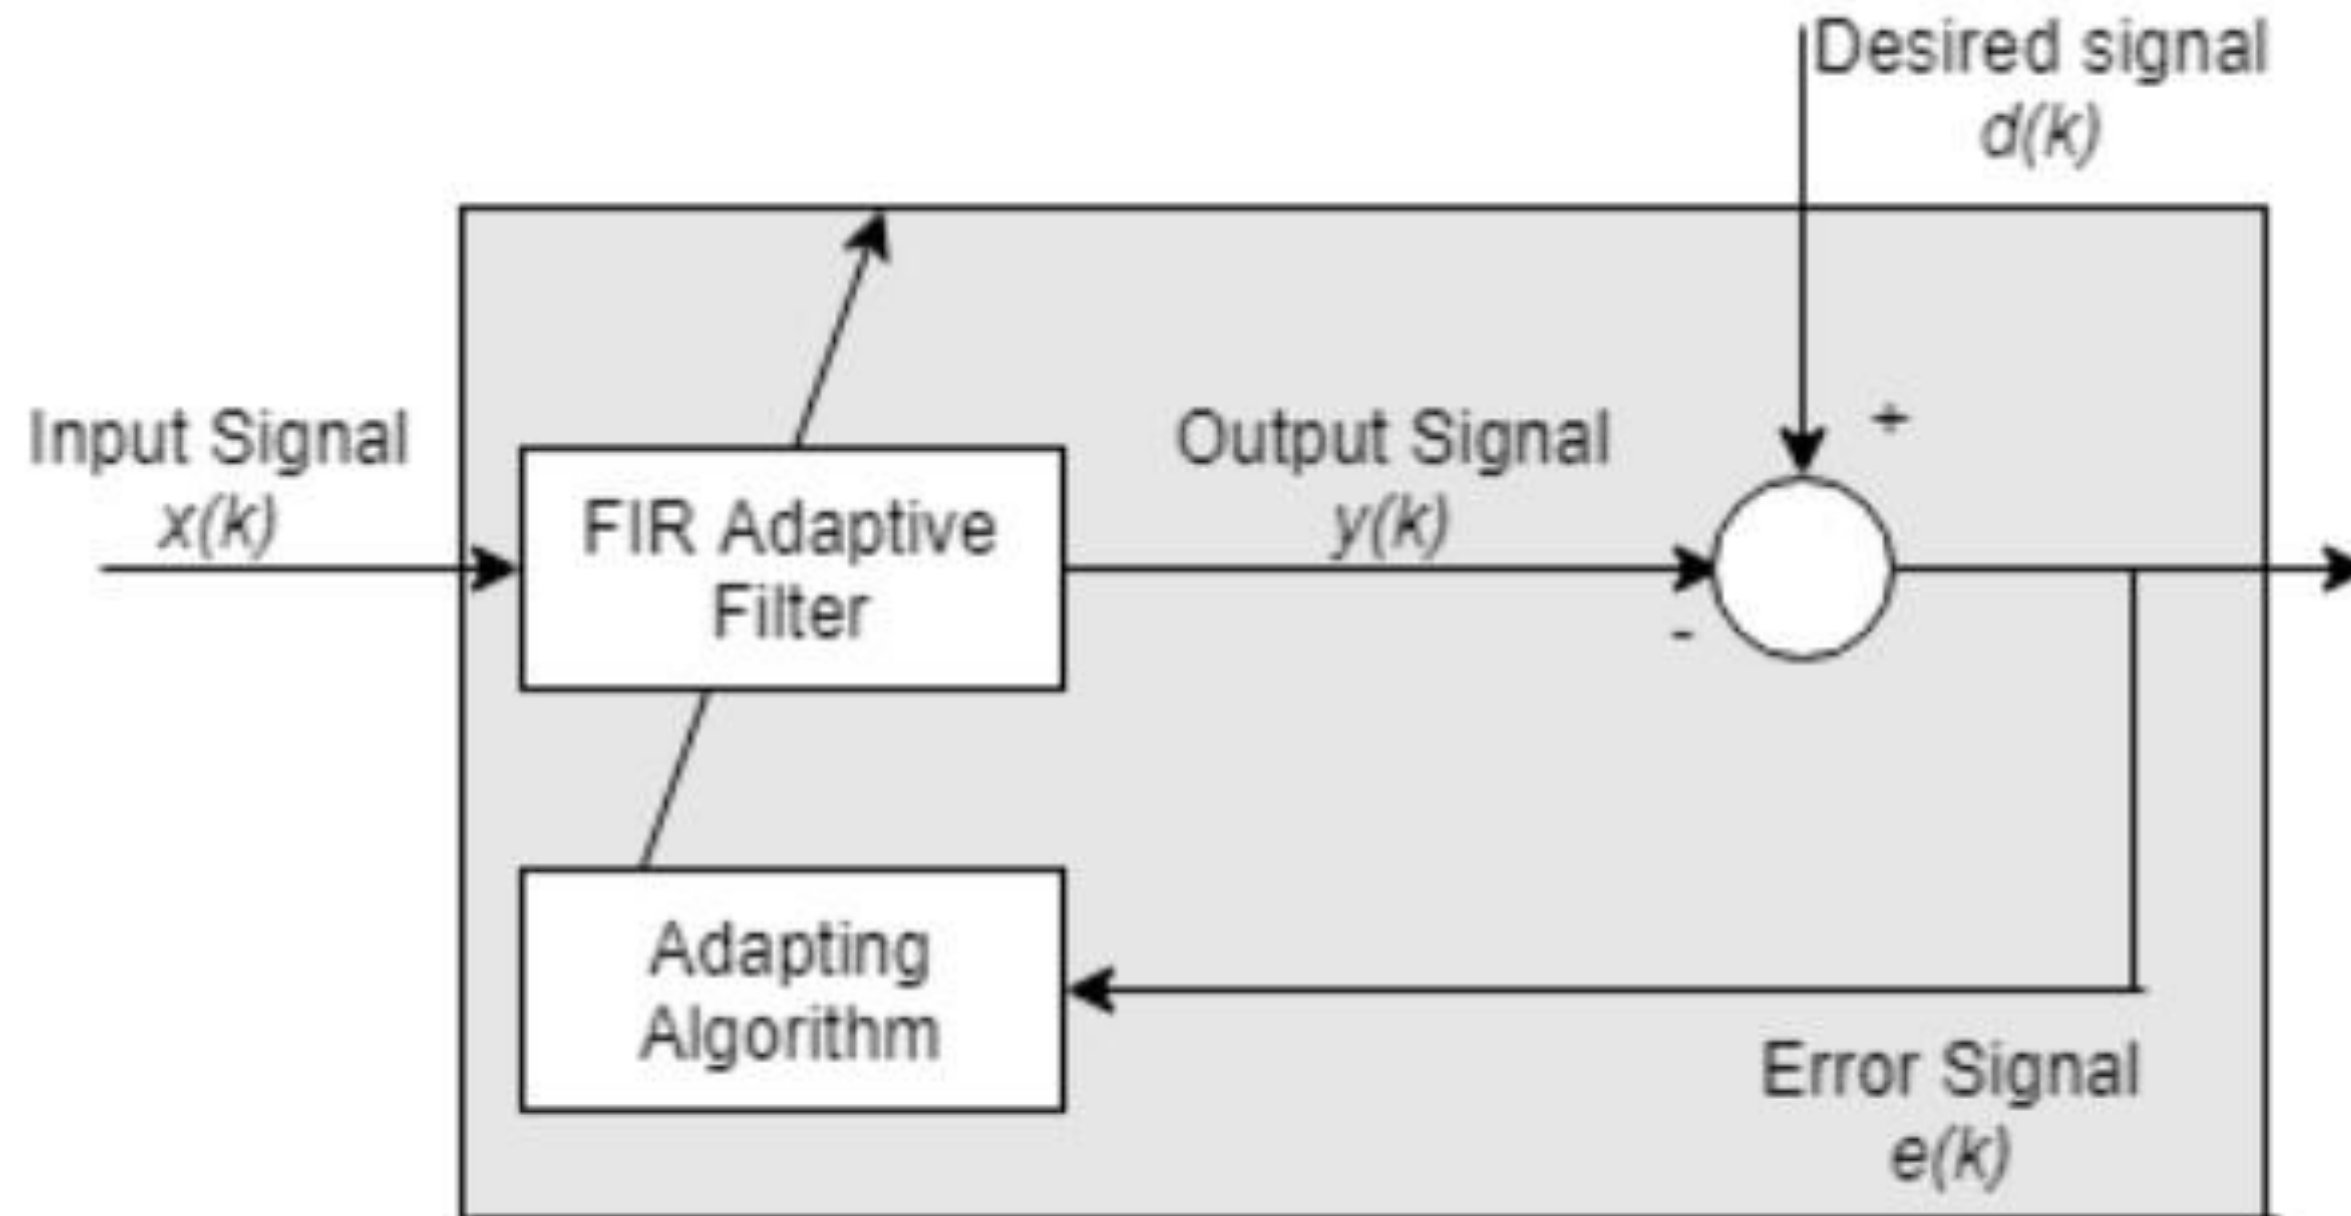 Desired signal
d(k)
Input Signal
x(k)
FIR Adaptive
Filter
Output Signal
y(k)
+
-
Adapting
Algorithm
Error Signal
e(k)